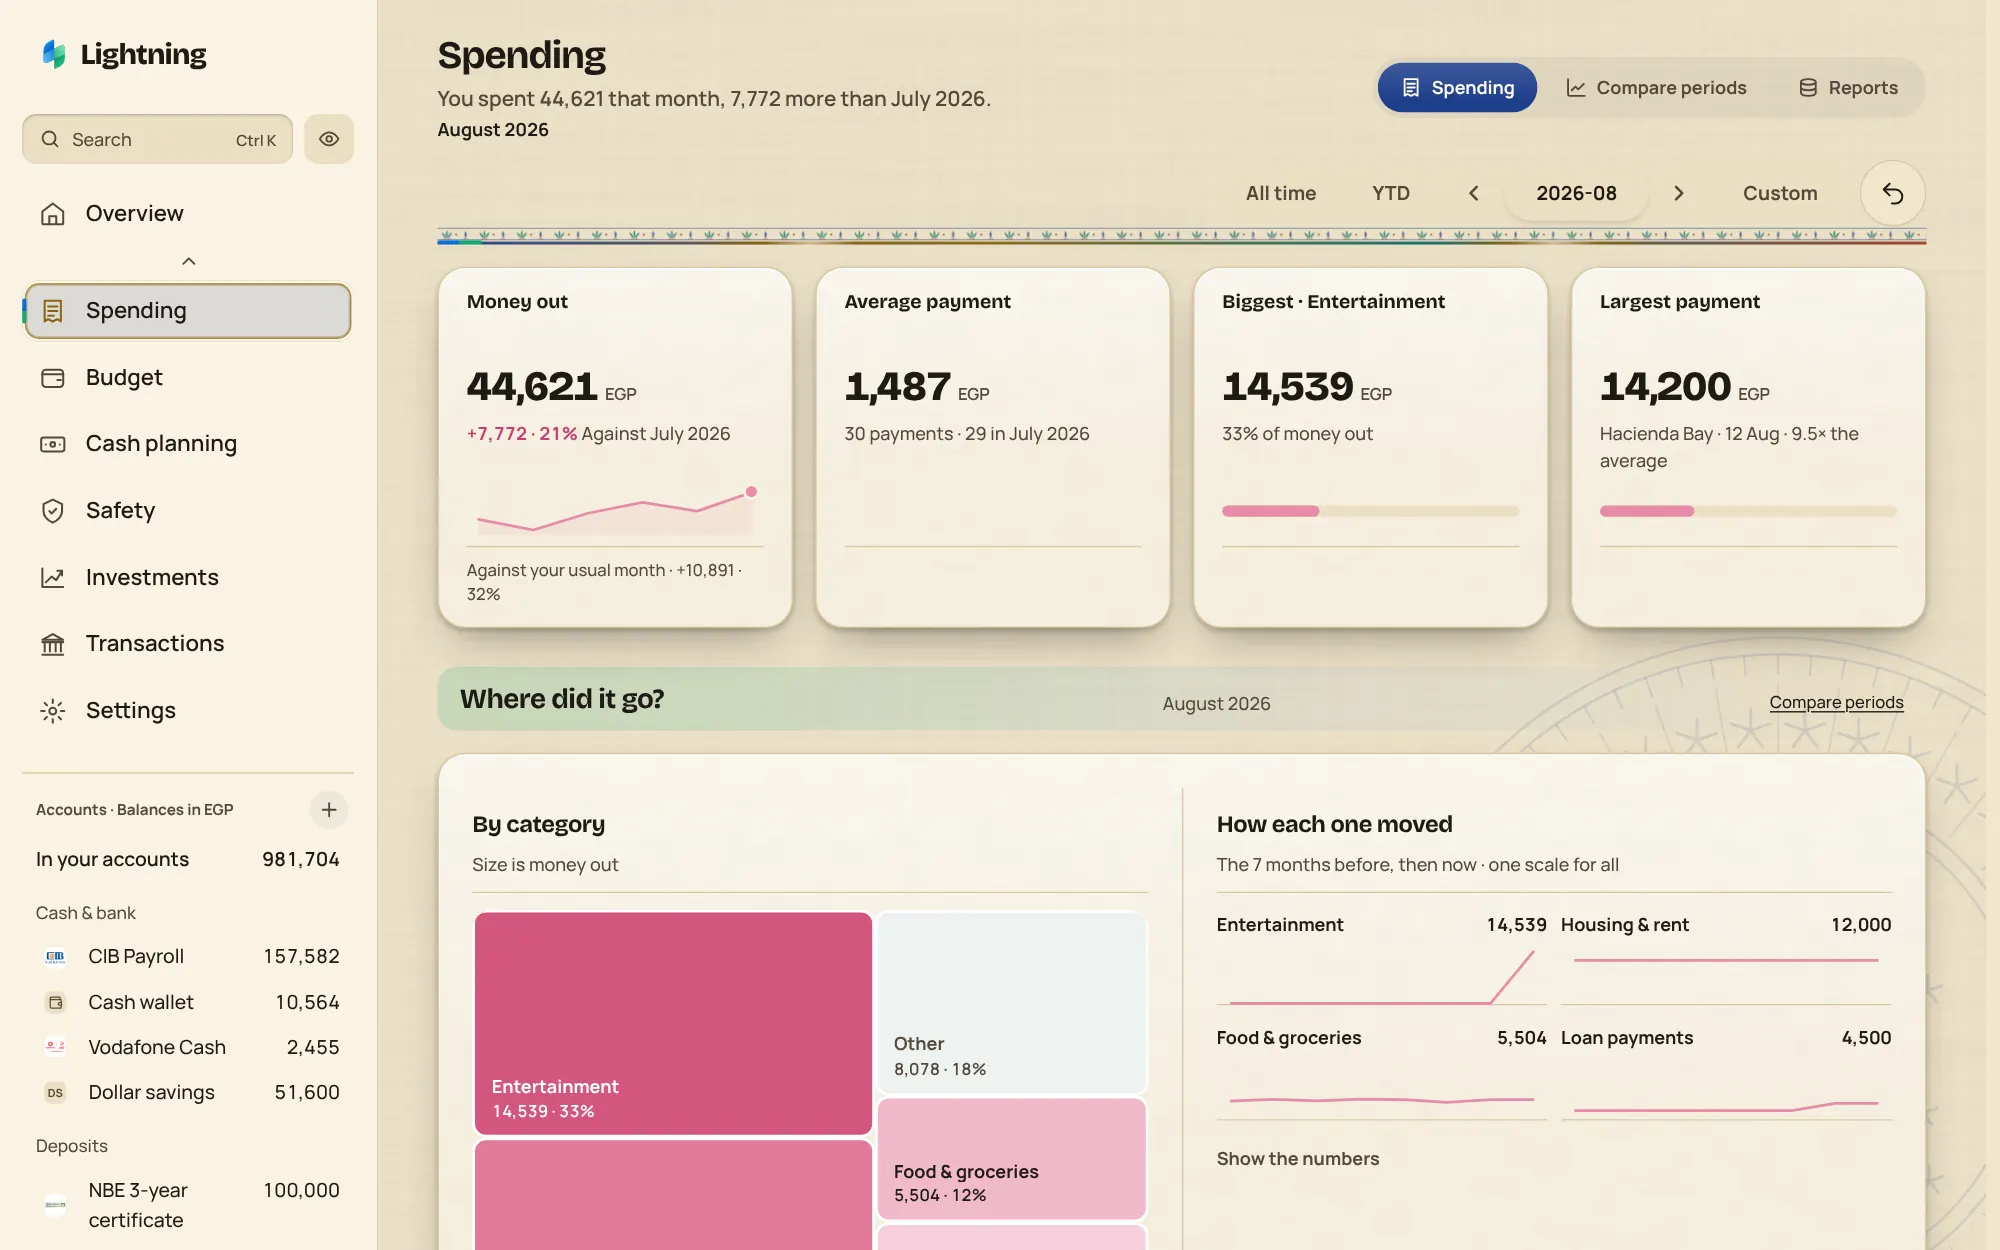 Lightning
Search Ctrl K
Overview
Spending
Budget
Cash planning
Safety
Investments
Transactions
Settings
Accounts · Balances in EGP
In your accounts 981,704
Cash & bank
CIB Payroll 157,582
Cash wallet 10,564
Vodafone Cash 2,455
DS Dollar savings 51,600
Deposits
NBE 3-year 100,000
certificate
Spending
You spent 44,621 that month, 7,772 more than July 2026.
August 2026
Spending Compare periods Reports
All time YTD 2026-08 Custom
Money out
44,621 EGP
+7,772 · 21% Against July 2026
Against your usual month · +10,891 ·
32%
Average payment
1,487 EGP
30 payments · 29 in July 2026
Biggest · Entertainment
14,539 EGP
33% of money out
Largest payment
14,200 EGP
Hacienda Bay · 12 Aug · 9.5× the
average
Where did it go? August 2026 Compare periods
By category
Size is money out
Entertainment
14,539 · 33%
Other
8,078 · 18%
Food & groceries
5,504 · 12%
How each one moved
The 7 months before, then now · one scale for all
Entertainment 14,539 Housing & rent 12,000
Food & groceries 5,504 Loan payments 4,500
Show the numbers